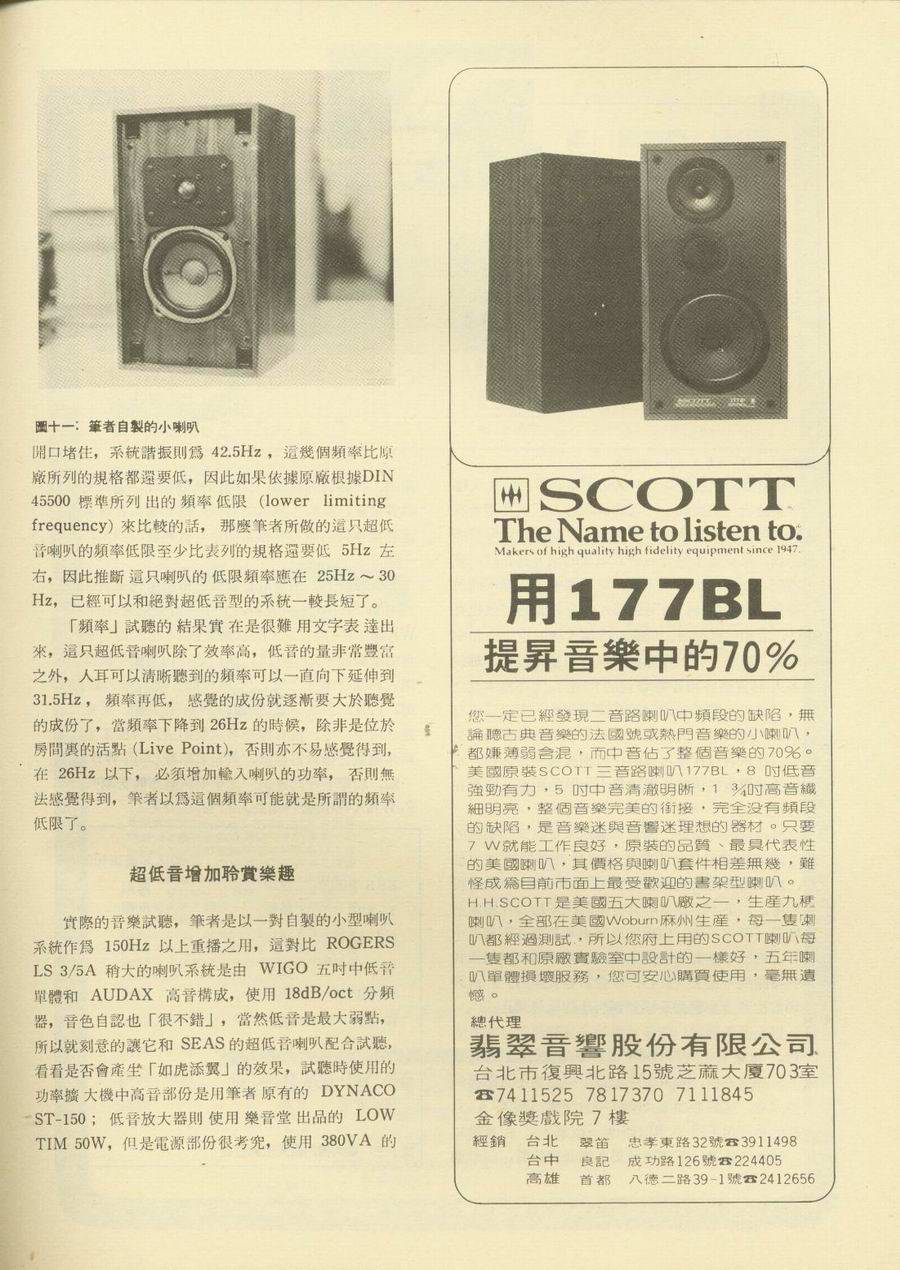 圖十一: 筆者自製的小喇叭
開口堵住，系統諧振則爲 42.5Hz ，這幾個頻率比原
廠所列的規格都還要低，因此如果依據原廠根據DIN
45500 標準所列出的頻率低限 (lower limiting
frequency) 來比較的話， 那麼筆者所做的這只超低
音喇叭的頻率低限至少比表列的規格還要低 5Hz 左
右，因此推斷這只喇叭的低限頻率應在 25Hz ～ 30
Hz，已經可以和絕對超低音型的系統一較長短了。
「頻率」試聽的結果實在是很難用文字表達出
來，這只超低音喇叭除了效率高，低音的量非常豐富
之外，人耳可以清晰聽到的頻率可以一直向下延伸到
31.5Hz， 頻率再低， 感覺的成份就逐漸要大於聽覺
的成份了，當頻率下降到 26Hz 的時候，除非是位於
房間裏的活點 (Live Point)，否則亦不易感覺得到，
在 26Hz 以下， 必須增加輸入喇叭的功率， 否則無
法感覺得到，筆者以爲這個頻率可能就是所謂的頻率
低限了。
超低音增加聆賞樂趣
實際的音樂試聽，筆者是以一對自製的小型喇叭
系統作爲 150Hz 以上重播之用，這對比 ROGERS
LS 3/5A 稍大的喇叭系統是由 WIGO 五吋中低音
單體和 AUDAX 高音構成，使用 18dB/oct 分頻
器，音色自認也「很不錯」，當然低音是最大弱點，
所以就刻意的讓它和 SEAS 的超低音喇叭配合試聽，
看看是否會產生「如虎添翼」的效果，試聽時使用的
功率擴大機中高音部份是用筆者原有的 DYNACO
ST-150； 低音放大器則使用樂音堂出品的 LOW
TIM 50W，但是電源部份很考究，使用 380VA 的
SCOTT
SCOTT
The Name to listen to.
Makers of high quality high fidelity equipment since 1947.
用177BL
提昇音樂中的70%
您一定已經發現二音路喇叭中頻段的缺陷，無
論聽古典音樂的法國號或熱門音樂的小喇叭，
都嫌薄弱含混，而中音佔了整個音樂的70%。
美國原裝SCOTT三音路喇叭177BL，8 吋低音
強勁有力，5 吋中音清澈明晰，1 ¾吋高音纖
細明亮，整個音樂完美的銜接，完全沒有頻段
的缺陷，是音樂迷與音響迷理想的器材。只要
7 W就能工作良好，原裝的品質、最具代表性
的美國喇叭，其價格與喇叭套件相差無幾，難
怪成為目前市面上最受歡迎的書架型喇叭。
H.H.SCOTT是美國五大喇叭廠之一，生產九種
喇叭，全部在美國Woburn麻州生產，每一隻喇
叭都經過測試，所以您府上用的SCOTT喇叭每
一隻都和原廠實驗室中設計的一樣好，五年喇
叭單體損壞服務，您可安心購買使用，毫無遺
憾。
總代理
翡翠音響股份有限公司
台北市復興北路15號芝麻大厦703室
☎7411525 7817370 7111845
金像獎戲院 7 樓
經銷 台北 翠笛 忠孝東路32號☎3911498
台中 良記 成功路126號☎224405
高雄 首都 八德二路39-1號☎2412656